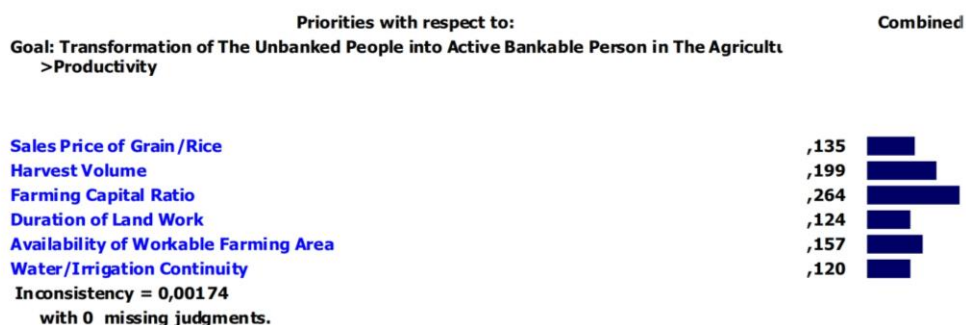 Priorities with respect to:
Combined
Goal: Transformation of The Unbanked People into Active Bankable Person in The Agricultu
>Productivity
Sales Price of Grain/Rice ,135
Harvest Volume ,199
Farming Capital Ratio ,264
Duration of Land Work ,124
Availability of Workable Farming Area ,157
Water/Irrigation Continuity ,120
Inconsistency = 0,00174
with 0 missing judgments.